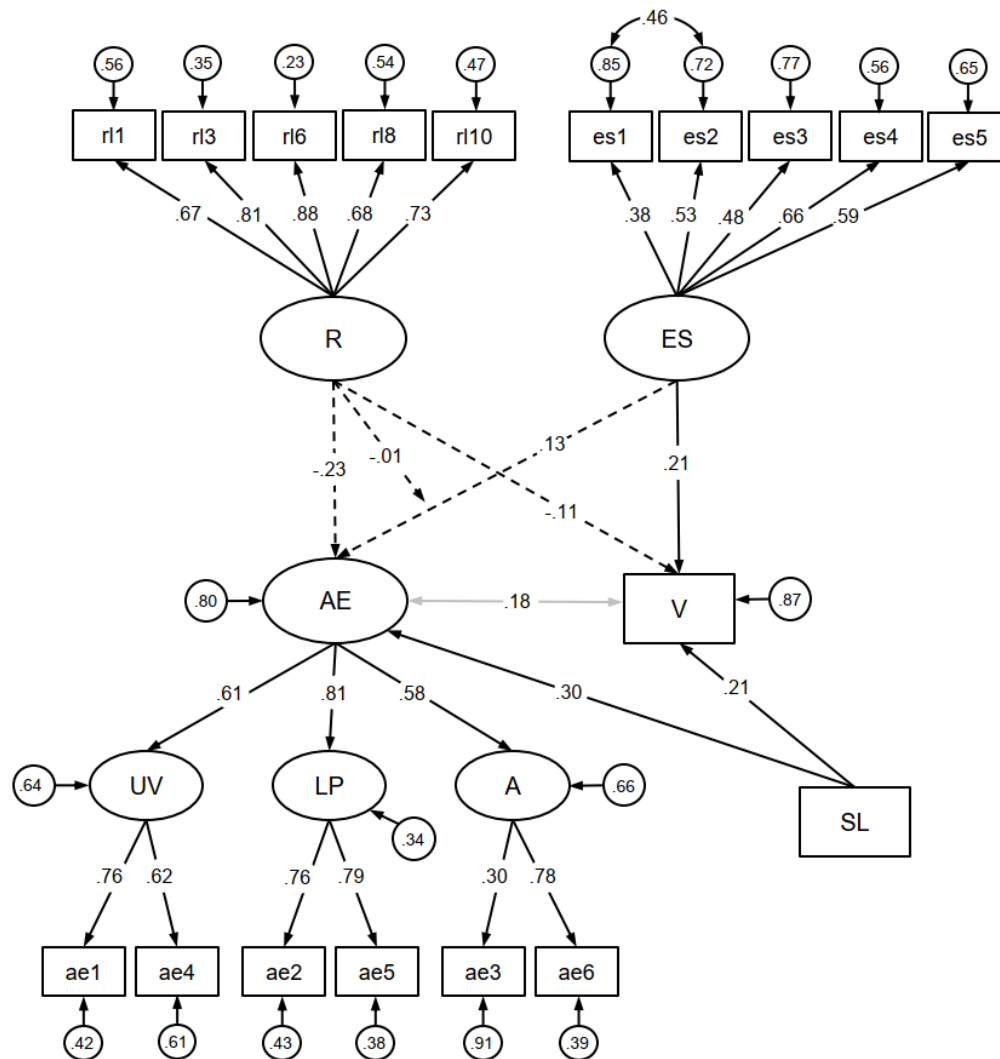 .46
.56 .35 .23 .54 .47 .85 .72 .77 .56 .65
rl1 rl3 rl6 rl8 rl10 es1 es2 es3 es4 es5
.67 .81 .88 .68 .73 .38 .53 .48 .66 .59
R ES
-.23 -.01 .13 .21
-.11
.80 AE .18 V .87
.61 .81 .58 .30 .21
.64 UV LP A .66
.34 SL
.76 .62 .76 .79 .30 .78
ae1 ae4 ae2 ae5 ae3 ae6
.42 .61 .43 .38 .91 .39